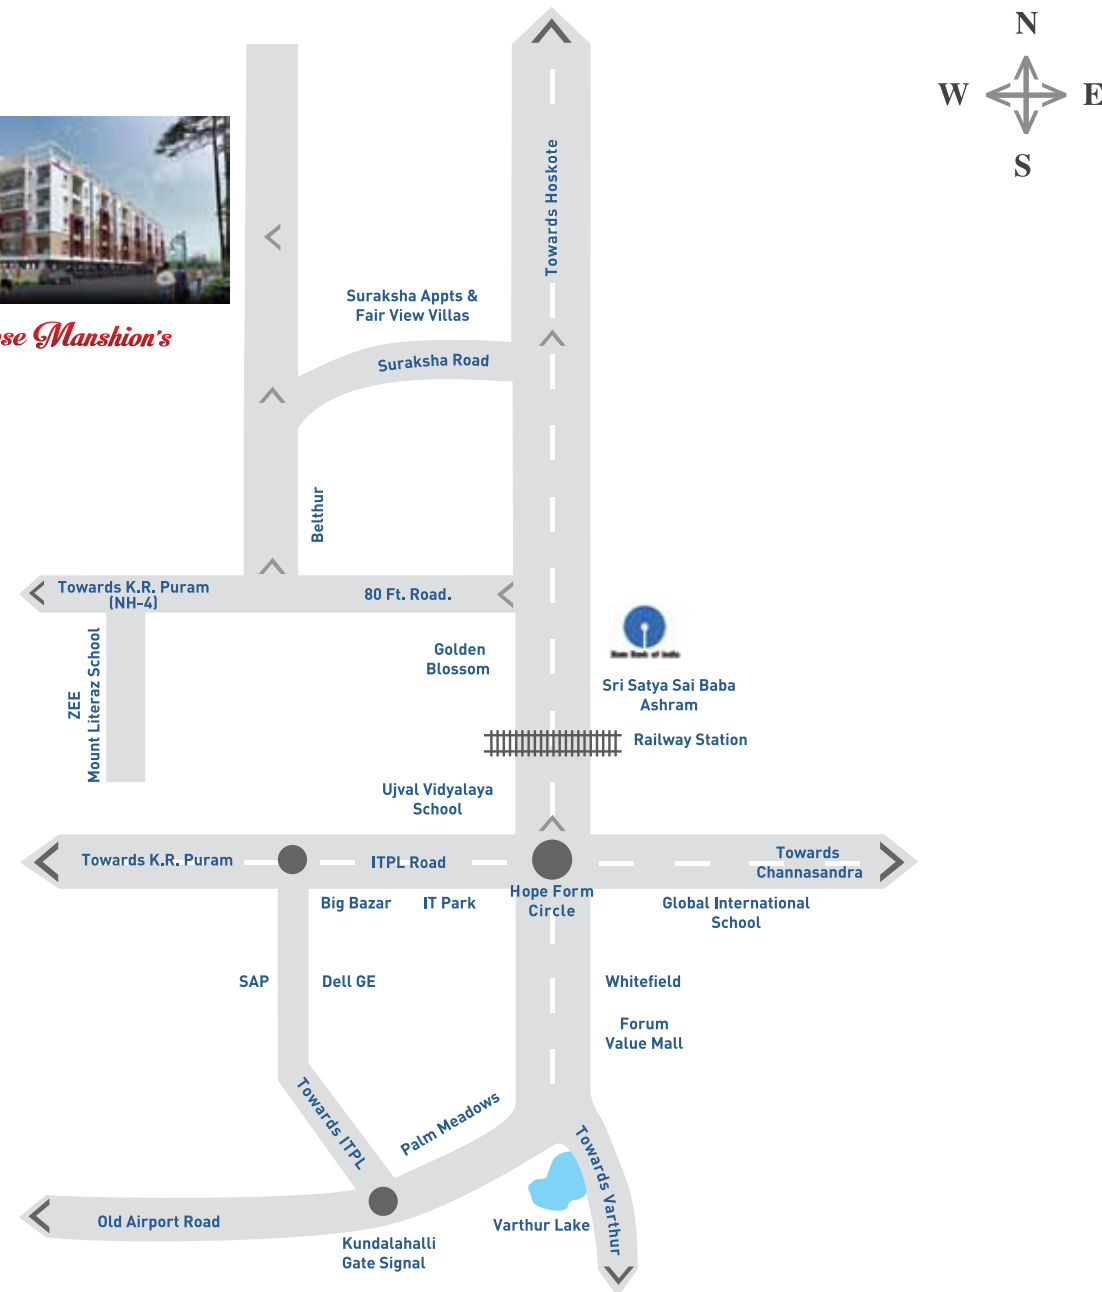 N
W E
S
Towards Hoskote
Suraksha Appts &
Fair View Villas
Manshion's
Suraksha Road
Belthur
Towards K.R. Puram
(NH-4)
80 Ft. Road.
ZEE
Mount Literaz School
Golden
Blossom
Bank of India
Sri Satya Sai Baba
Ashram
Railway Station
Ujval Vidyalaya
School
Towards K.R. Puram
ITPL Road
Towards
Channasandra
Hope Form
Circle
Big Bazar
IT Park
Global International
School
SAP
Dell GE
Whitefield
Forum
Value Mall
Towards ITPL
Palm Meadows
Towards Varthur
Old Airport Road
Varthur Lake
Kundalahalli
Gate Signal